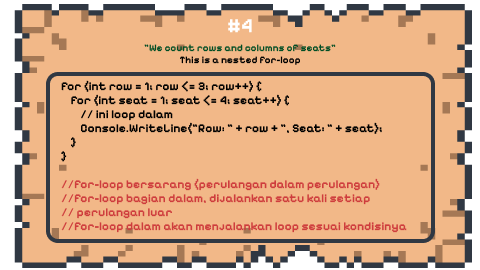 #4
"We count rows and columns of seats"
This is a nested for-loop
for (int row = 1; row <= 3; row++) {
for (int seat = 1; seat <= 4; seat++) {
// ini loop dalam
Console.WriteLine("Row: " + row + ", Seat: " + seat);
}
}
//for-loop bersarang (perulangan dalam perulangan)
//for-loop bagian dalam, dijalankan satu kali setiap
// perulangan luar
//for-loop dalam akan menjalankan loop sesuai kondisinya